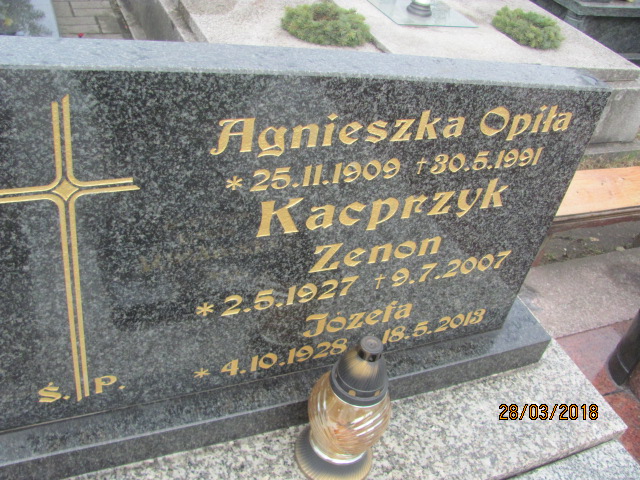 Agnieszka Opiła
* 25.11.1909 + 30.5.1991
Kacprzyk
Zenon
* 2.5.1927 + 9.7.2007
Józefa
* 4.10.1928 18.5.2013
Ś. P.
28/03/2018